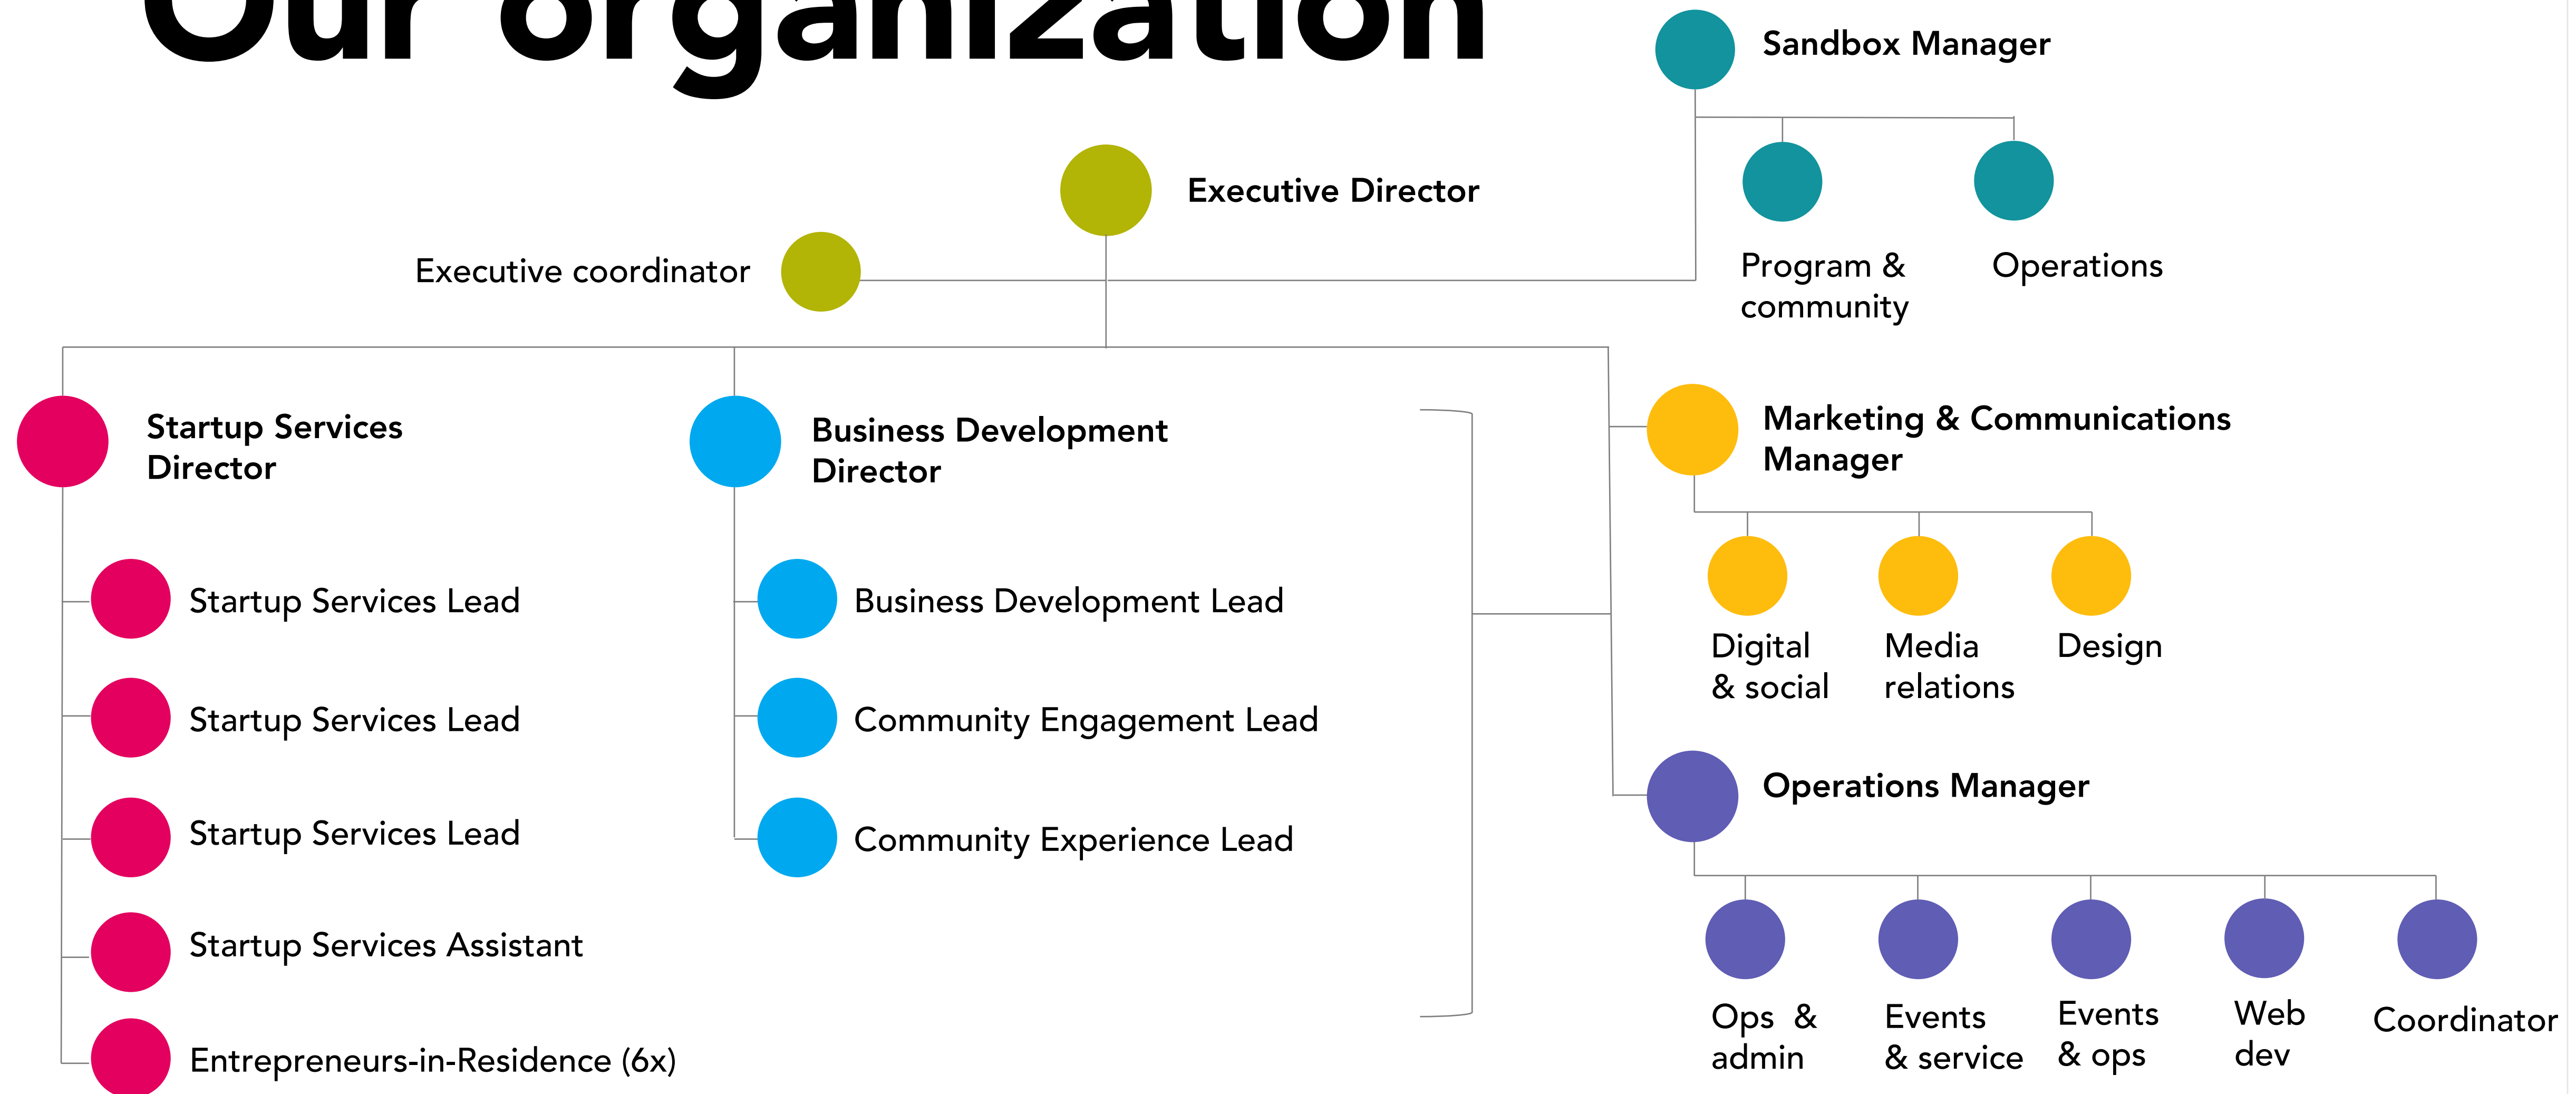 Our organization
Sandbox Manager
Executive Director
Executive coordinator
Program &
community
Operations
Startup Services
Director
Business Development
Director
Marketing & Communications
Manager
Startup Services Lead
Business Development Lead
Digital
& social
Media
relations
Design
Startup Services Lead
Community Engagement Lead
Operations Manager
Startup Services Lead
Community Experience Lead
Startup Services Assistant
Ops  &
admin
Events
& service
Events
& ops
Web
dev
Coordinator
Entrepreneurs-in-Residence (6x)